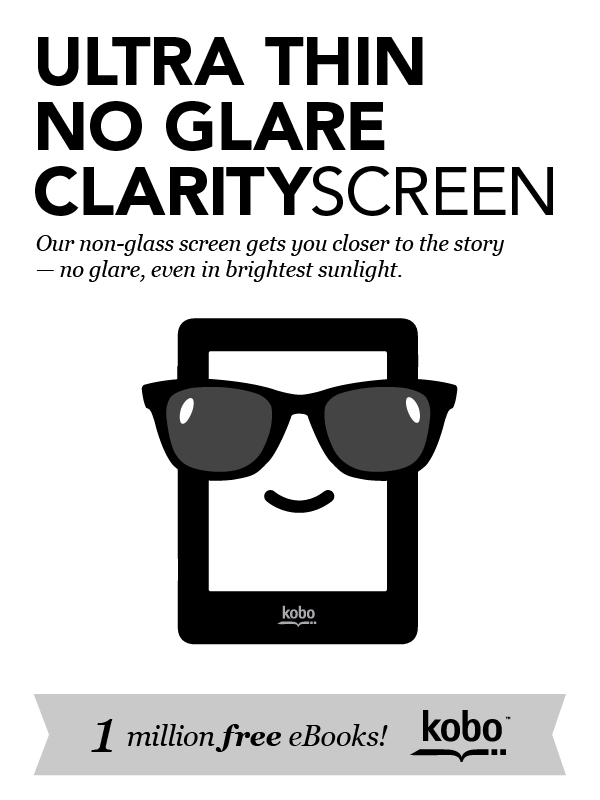 ULTRA THIN
NO GLARE
CLARITYSCREEN
Our non-glass screen gets you closer to the story
— no glare, even in brightest sunlight.
kobo
1 million free eBooks! kobo™